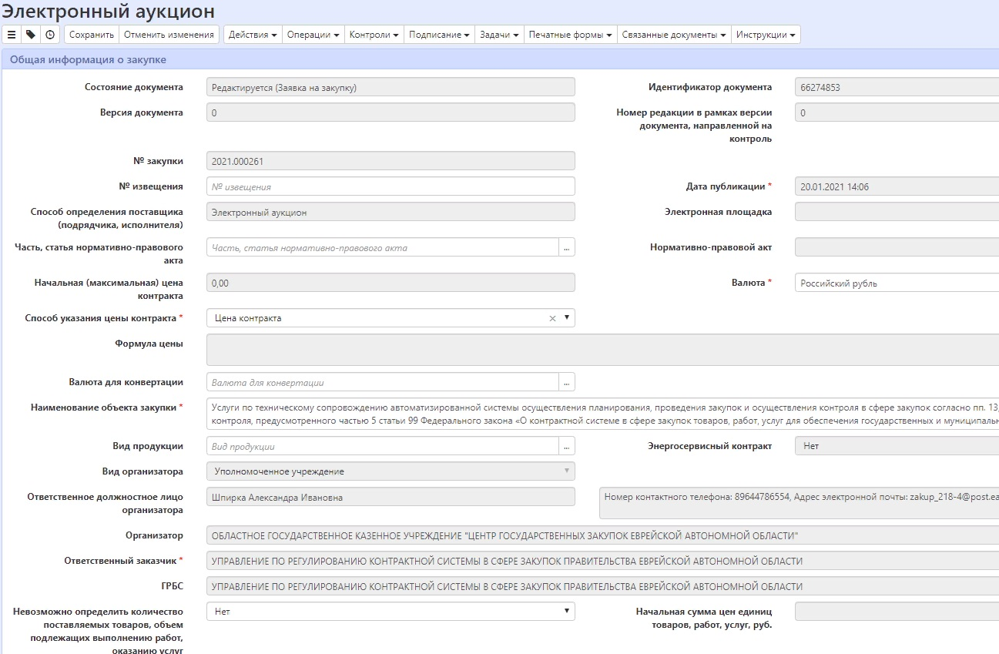 Электронный аукцион
Сохранить Отменить изменения Действия Операции Контроли Подписание Задачи Печатные формы Связанные документы Инструкции
Общая информация о закупке
Состояние документа Редактируется (Заявка на закупку) Идентификатор документа 66274853
Версия документа 0 Номер редакции в рамках версии 0
документа, направленной на
контроль
№ закупки 2021.000261
№ извещения № извещения Дата публикации * 20.01.2021 14:06
Способ определения поставщика Электронный аукцион Электронная площадка
(подрядчика, исполнителя)
Часть, статья нормативно-правового Часть, статья нормативно-правового акта ... Нормативно-правовой акт
акта
Начальная (максимальная) цена 0,00 Валюта * Российский рубль
контракта
Способ указания цены контракта * Цена контракта ×
Формула цены
Валюта для конвертации Валюта для конвертации ...
Наименование объекта закупки * Услуги по техническому сопровождению автоматизированной системы осуществления планирования, проведения закупок и осуществления контроля в сфере закупок согласно пп. 13,
контроля, предусмотренного частью 5 статьи 99 Федерального закона «О контрактной системе в сфере закупок товаров, работ, услуг для обеспечения государственных и муниципальн
Вид продукции Вид продукции ... Энергосервисный контракт Нет
Вид организатора Уполномоченное учреждение
Ответственное должностное лицо Шпирка Александра Ивановна Номер контактного телефона: 89644786554, Адрес электронной почты: zakup_218-4@post.ea
организатора
Организатор ОБЛАСТНОЕ ГОСУДАРСТВЕННОЕ КАЗЕННОЕ УЧРЕЖДЕНИЕ "ЦЕНТР ГОСУДАРСТВЕННЫХ ЗАКУПОК ЕВРЕЙСКОЙ АВТОНОМНОЙ ОБЛАСТИ"
Ответственный заказчик * УПРАВЛЕНИЕ ПО РЕГУЛИРОВАНИЮ КОНТРАКТНОЙ СИСТЕМЫ В СФЕРЕ ЗАКУПОК ПРАВИТЕЛЬСТВА ЕВРЕЙСКОЙ АВТОНОМНОЙ ОБЛАСТИ
ГРБС УПРАВЛЕНИЕ ПО РЕГУЛИРОВАНИЮ КОНТРАКТНОЙ СИСТЕМЫ В СФЕРЕ ЗАКУПОК ПРАВИТЕЛЬСТВА ЕВРЕЙСКОЙ АВТОНОМНОЙ ОБЛАСТИ
Невозможно определить количество Нет Начальная сумма цен единиц
поставляемых товаров, объем товаров, работ, услуг, руб.
подлежащих выполнению работ,
оказанию услуг